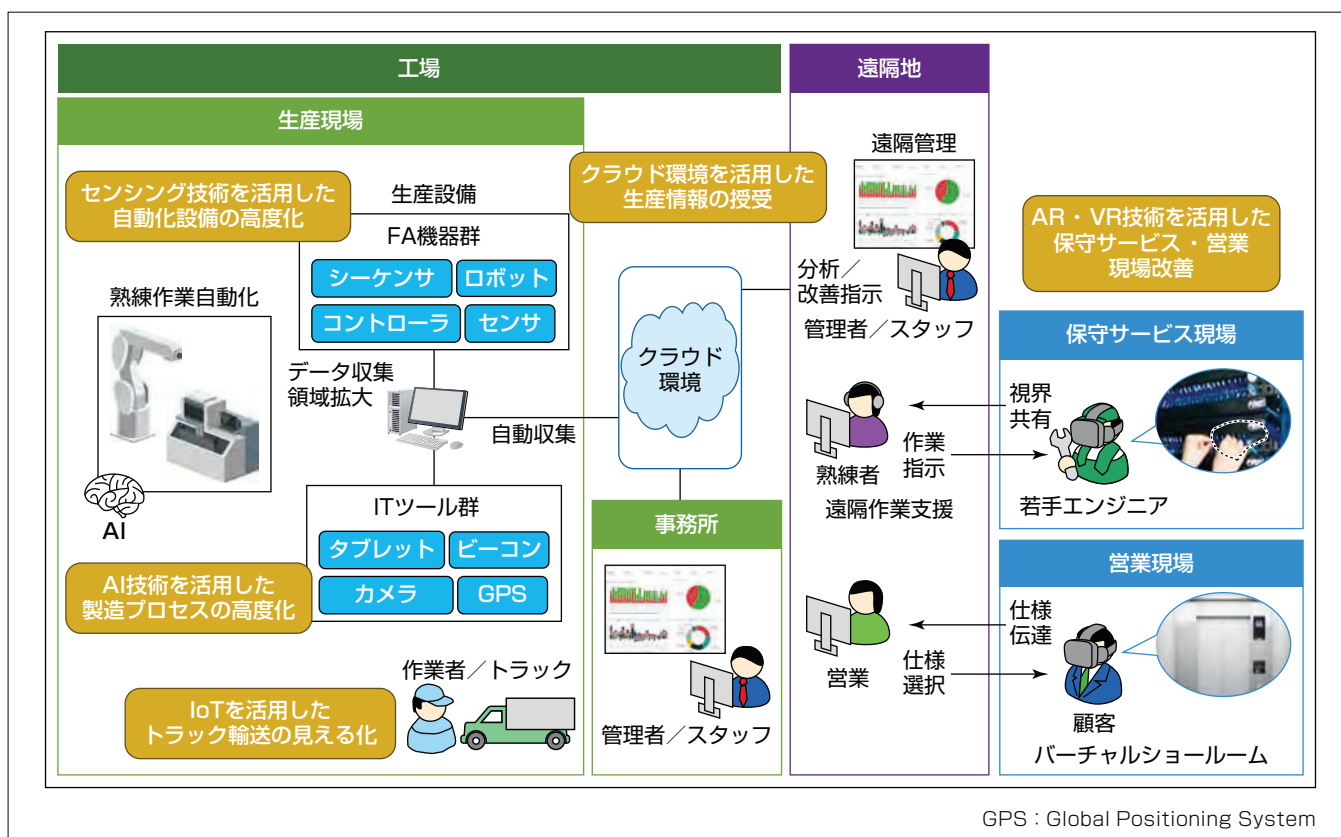 工場
生産現場
センシング技術を活用した
自動化設備の高度化
生産設備
FA機器群
シーケンサ
ロボット
コントローラ
センサ
熟練作業自動化
AI
データ収集
領域拡大
自動収集
ITツール群
タブレット
ビーコン
カメラ
GPS
AI技術を活用した
製造プロセスの高度化
作業者／トラック
IoTを活用した
トラック輸送の見える化
クラウド環境を活用した
生産情報の授受
クラウド
環境
事務所
管理者／スタッフ
遠隔地
遠隔管理
分析／
改善指示
管理者／スタッフ
熟練者
遠隔作業支援
視界
共有
作業
指示
営業
仕様
伝達
仕様
選択
AR・VR技術を活用した
保守サービス・営業
現場改善
保守サービス現場
若手エンジニア
営業現場
顧客
バーチャルショールーム
GPS：Global Positioning System